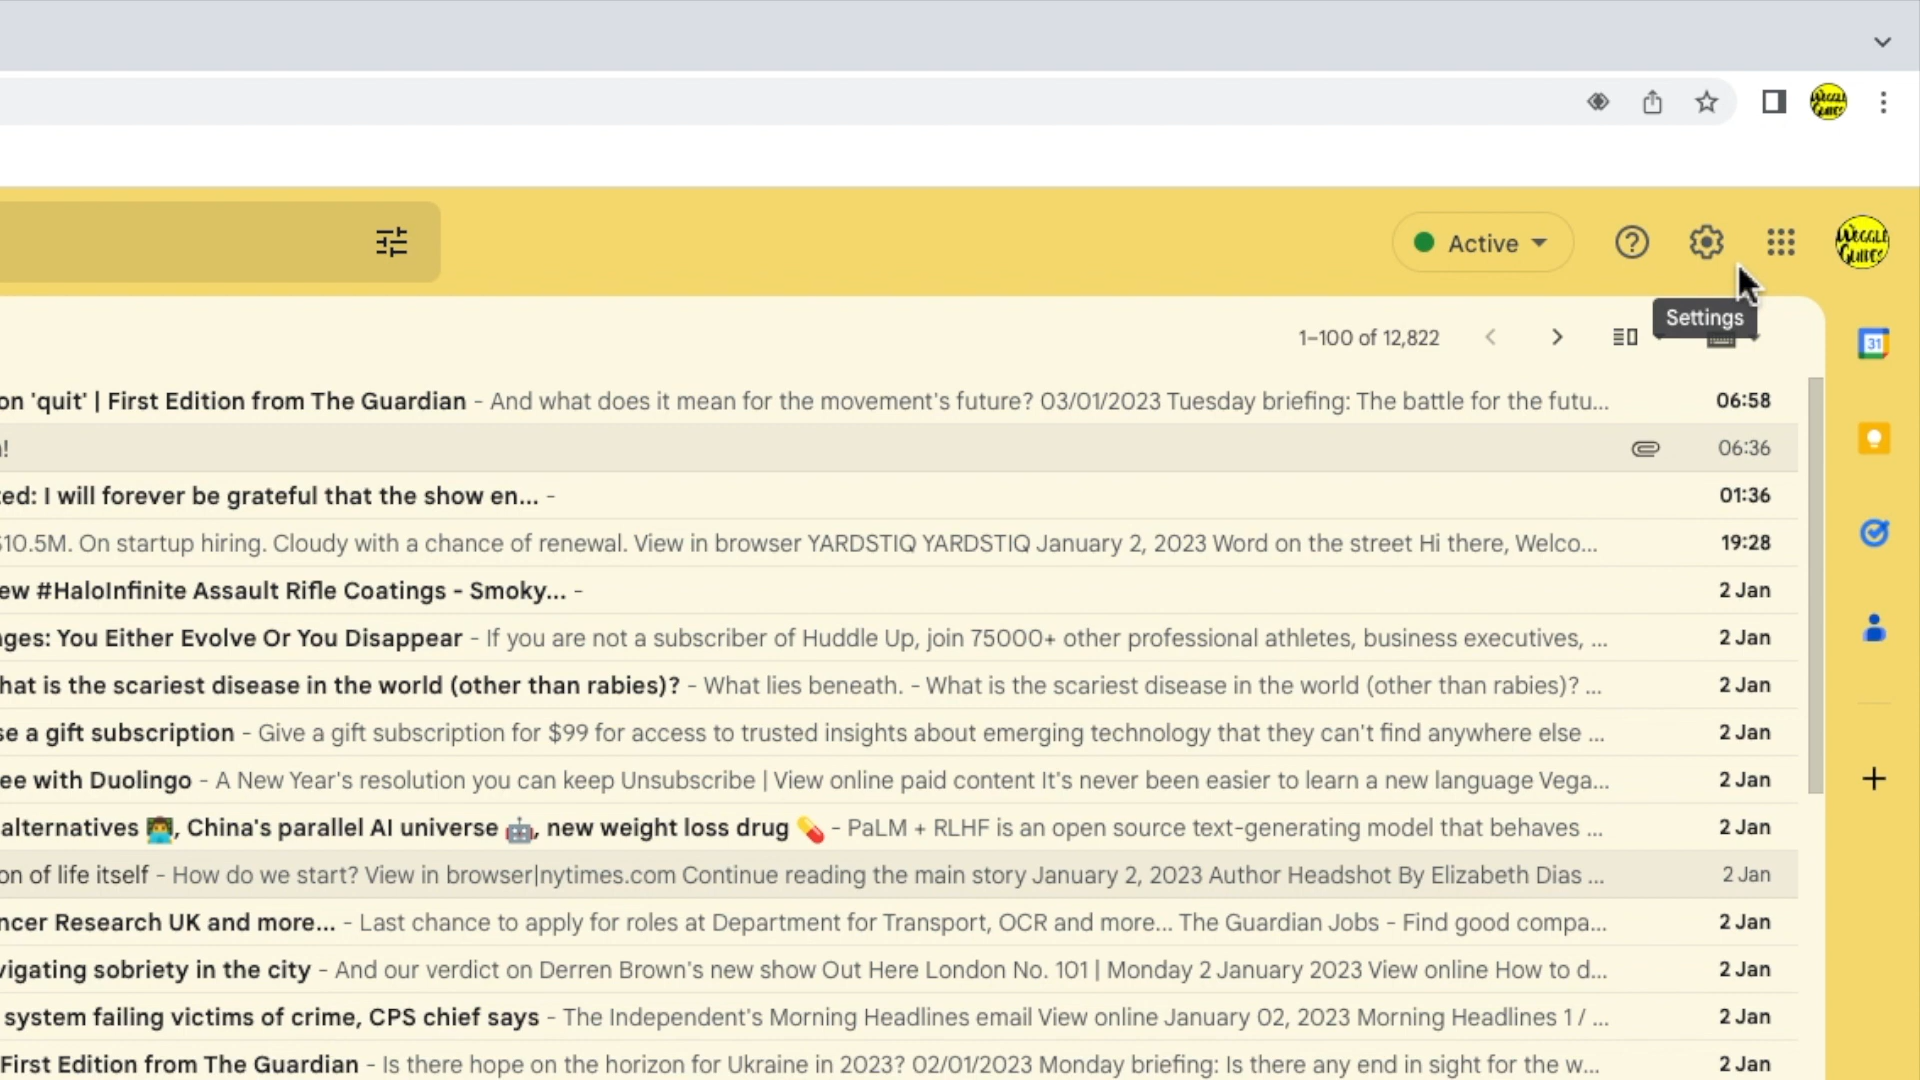 WEGGLE GUIDES
Active
WEGGLE GUIDES
Settings
1–100 of 12,822
31
on 'quit' | First Edition from The Guardian - And what does it mean for the movement's future? 03/01/2023 Tuesday briefing: The battle for the futu... 06:58
! 06:36
ted: I will forever be grateful that the show en... - 01:36
$10.5M. On startup hiring. Cloudy with a chance of renewal. View in browser YARDSTIQ YARDSTIQ January 2, 2023 Word on the street Hi there, Welco... 19:28
ew #HaloInfinite Assault Rifle Coatings - Smoky... - 2 Jan
ages: You Either Evolve Or You Disappear - If you are not a subscriber of Huddle Up, join 75000+ other professional athletes, business executives, ... 2 Jan
hat is the scariest disease in the world (other than rabies)? - What lies beneath. - What is the scariest disease in the world (other than rabies)? ... 2 Jan
se a gift subscription - Give a gift subscription for $99 for access to trusted insights about emerging technology that they can't find anywhere else ... 2 Jan
ee with Duolingo - A New Year's resolution you can keep Unsubscribe | View online paid content It's never been easier to learn a new language Vega... 2 Jan
alternatives 👨‍💻, China's parallel AI universe 🤖, new weight loss drug 💊 - PaLM + RLHF is an open source text-generating model that behaves ... 2 Jan
on of life itself - How do we start? View in browser|nytimes.com Continue reading the main story January 2, 2023 Author Headshot By Elizabeth Dias ... 2 Jan
ncer Research UK and more... - Last chance to apply for roles at Department for Transport, OCR and more... The Guardian Jobs - Find good compa... 2 Jan
vigating sobriety in the city - And our verdict on Derren Brown's new show Out Here London No. 101 | Monday 2 January 2023 View online How to d... 2 Jan
system failing victims of crime, CPS chief says - The Independent's Morning Headlines email View online January 02, 2023 Morning Headlines 1 / ... 2 Jan
First Edition from The Guardian - Is there hope on the horizon for Ukraine in 2023? 02/01/2023 Monday briefing: Is there any end in sight for the w... 2 Jan